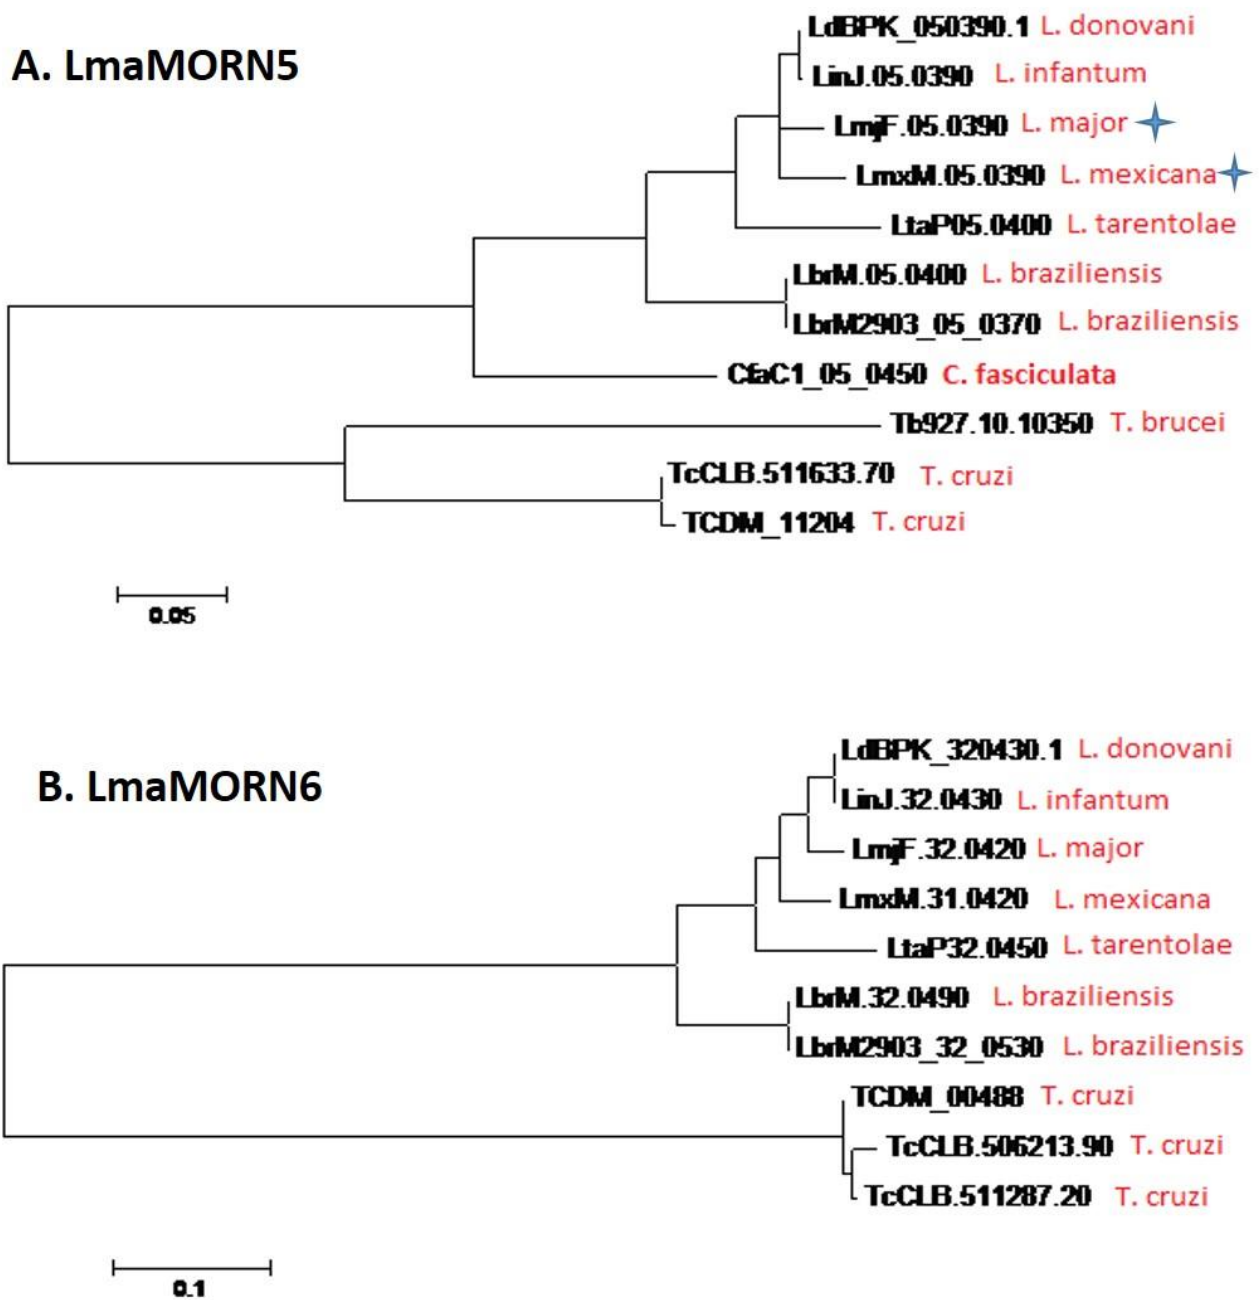 A. LmaMORN5
LdBPK_050390.1 L. donovani
LinJ.05.0390 L. infantum
LmjF.05.0390 L. major
LmxM.05.0390 L. mexicana
LtaP05.0400 L. tarentolae
LbrM.05.0400 L. braziliensis
LbrM2903_05_0370 L. braziliensis
CfaC1_05_0450 C. fasciculata
Tb927.10.10350 T. brucei
TcCLB.511633.70 T. cruzi
TCDM_11204 T. cruzi
0.05
B. LmaMORN6
LdBPK_320430.1 L. donovani
LinJ.32.0430 L. infantum
LmjF.32.0420 L. major
LmxM.31.0420 L. mexicana
LtaP32.0450 L. tarentolae
LbrM.32.0490 L. braziliensis
LbrM2903_32_0530 L. braziliensis
TCDM_00488 T. cruzi
TcCLB.506213.90 T. cruzi
TcCLB.511287.20 T. cruzi
0.1